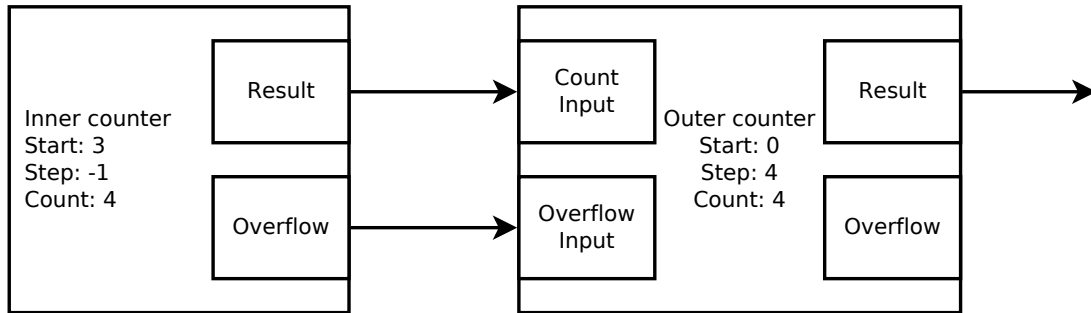 Inner counter
Start: 3
Step: -1
Count: 4
Result
Overflow
Count
Input
Overflow
Input
Outer counter
Start: 0
Step: 4
Count: 4
Result
Overflow